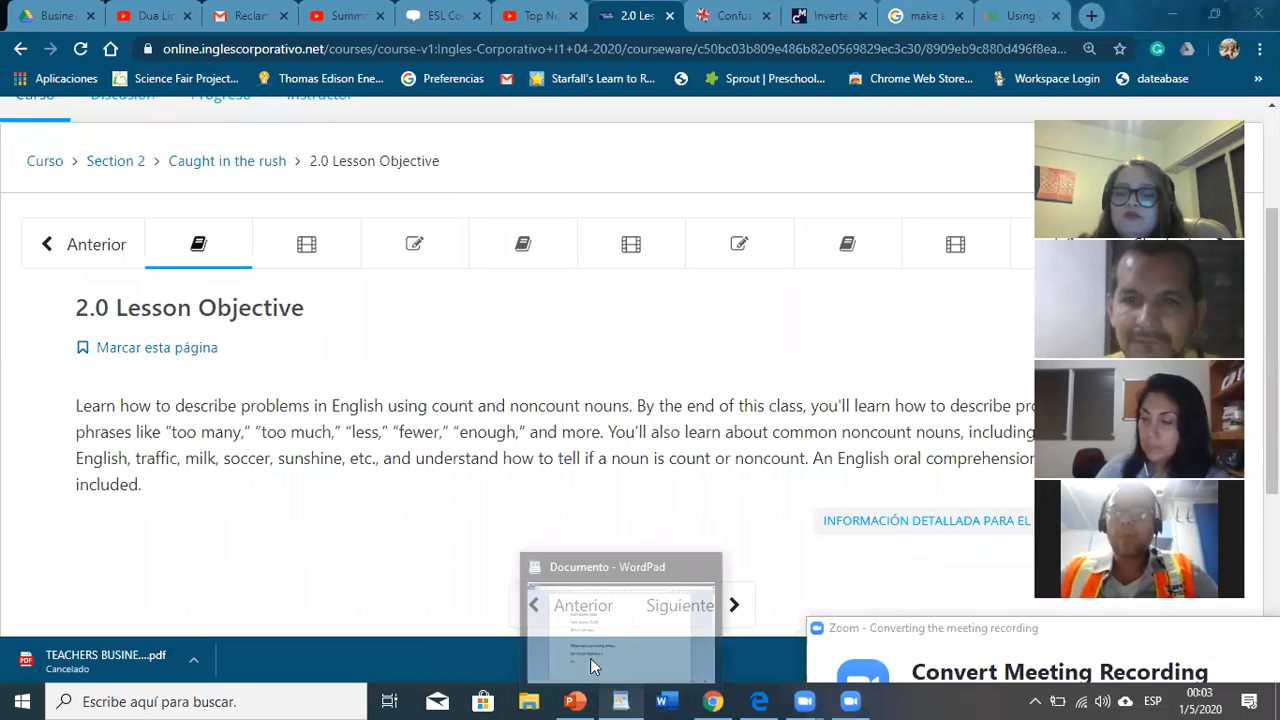 Dua Li
Reclam
Summ
ESL Co
Top Nu
2.0 Les
Confus
Inverte
make a
Using
online.inglescorporativo.net/courses/course-v1:Ingles-Corporativo+I1+04-2020/courseware/c50bc03b809e486b82e0569829ec3c30/8909eb9c880d496f8ea...
Aplicaciones
Science Fair Project...
Thomas Edison Ene...
Preferencias
Starfall's Learn to R...
Sprout | Preschool...
Chrome Web Store...
Workspace Login
dateabase
»
Curso Discusión Progreso Instructor
Curso > Section 2 > Caught in the rush > 2.0 Lesson Objective
Anterior
2.0 Lesson Objective
Marcar esta página
Learn how to describe problems in English using count and noncount nouns. By the end of this class, you'll learn how to describe pro
phrases like "too many," "too much," "less," "fewer," "enough," and more. You'll also learn about common noncount nouns, including
English, traffic, milk, soccer, sunshine, etc., and understand how to tell if a noun is count or noncount. An English oral comprehension
included.
INFORMACIÓN DETALLADA PARA EL
Documento - WordPad
Anterior Siguiente
Zoom - Converting the meeting recording
Convert Meeting Recording
TEACHERS BUSINE....pdf
Cancelado
Escribe aquí para buscar.
ESP
00:03
1/5/2020